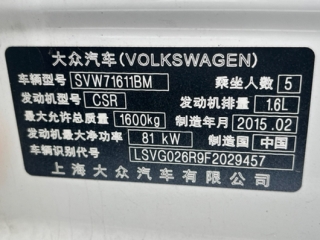 大众汽车(VOLKSWAGEN)
车辆型号 SVW71611BM 乘坐人数 5
发动机型号 CSR 发动机排量 1.6L
最大允许总质量 1600kg 制造年月 2015.02
发动机最大净功率 81 kW 制造国 中国
车辆识别代号 LSVG026R9F2029457
上海大众汽车有限公司